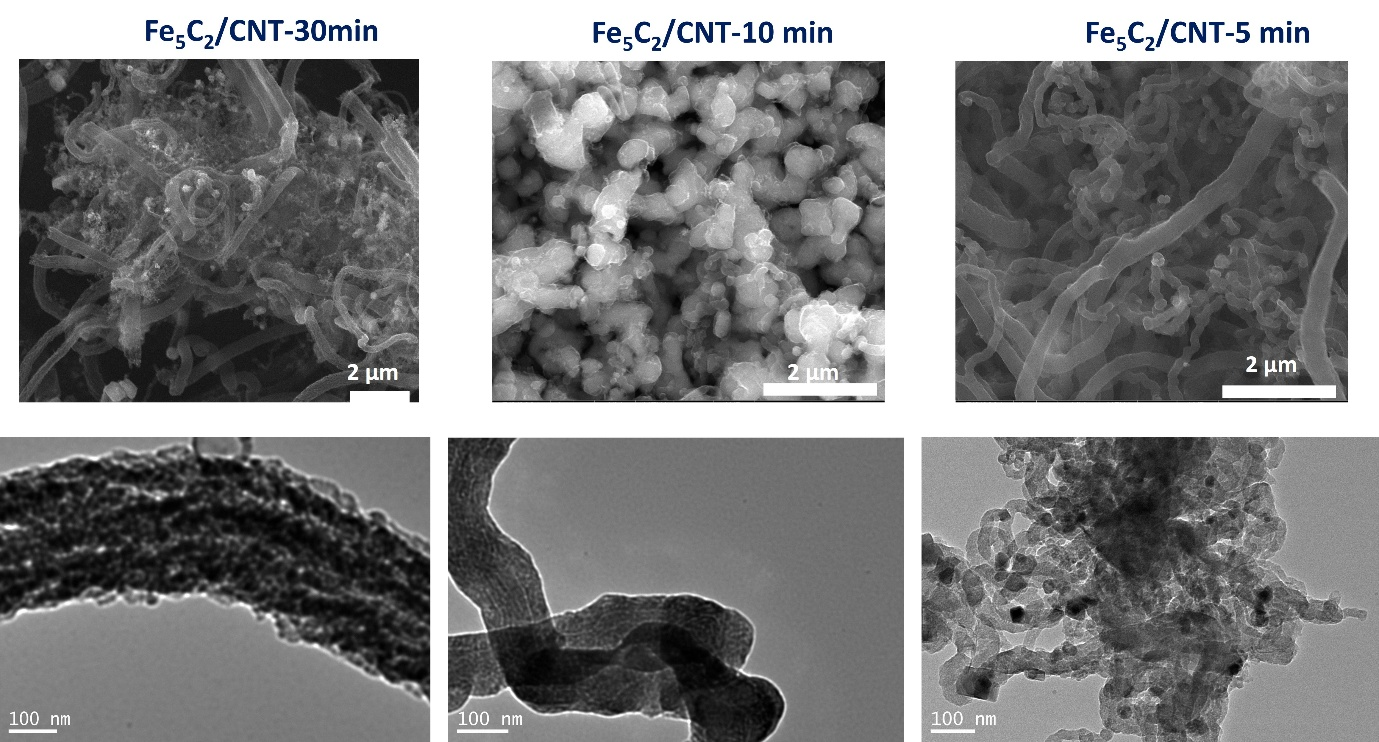 Fe₅C₂/CNT-30min
Fe₅C₂/CNT-10 min
Fe₅C₂/CNT-5 min
2 µm
2 µm
2 µm
100 nm
100 nm
100 nm